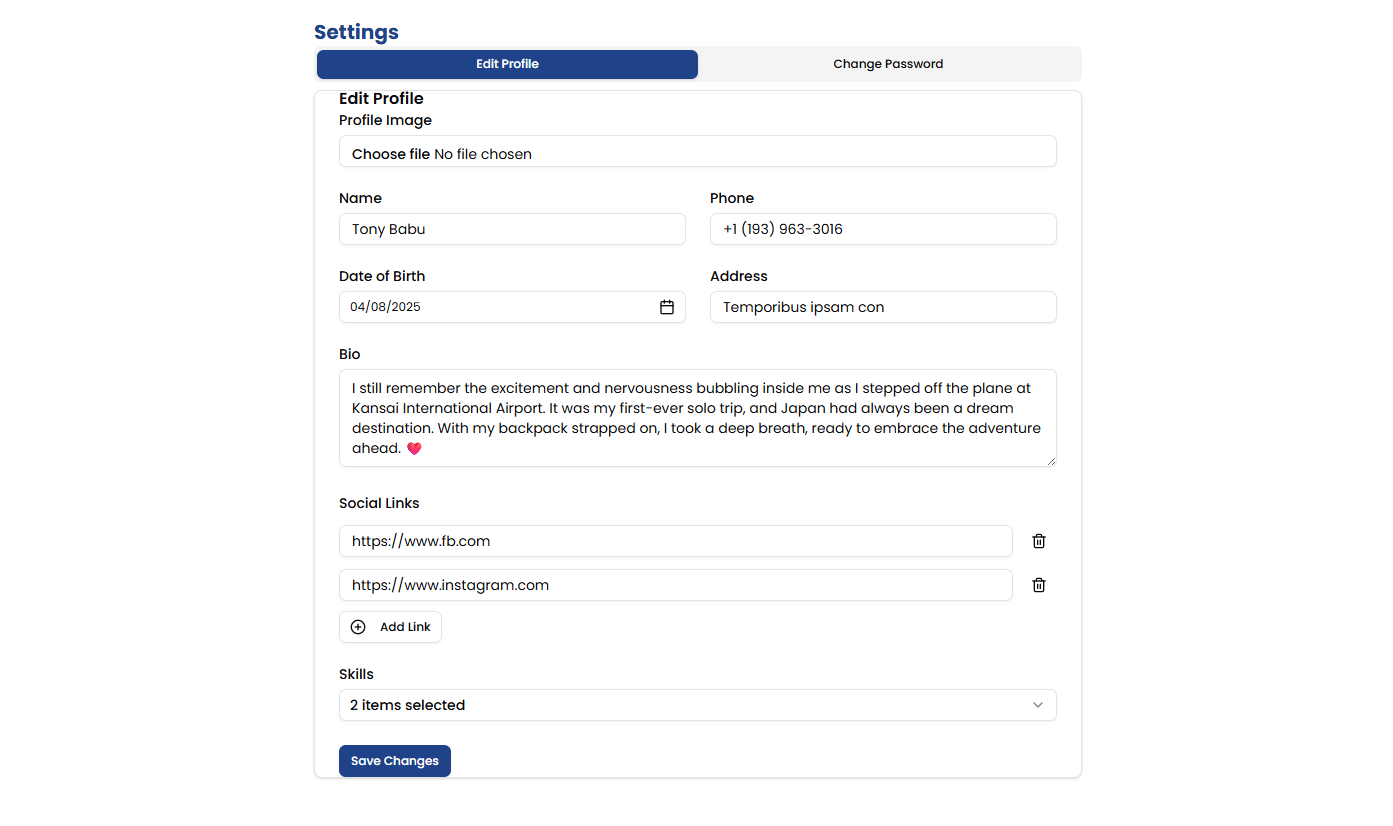 Settings
Edit Profile
Change Password
Edit Profile
Profile Image
Choose file No file chosen
Name
Phone
Tony Babu
+1 (193) 963-3016
Date of Birth
Address
04/08/2025
Temporibus ipsam con
Bio
I still remember the excitement and nervousness bubbling inside me as I stepped off the plane at
Kansai International Airport. It was my first-ever solo trip, and Japan had always been a dream
destination. With my backpack strapped on, I took a deep breath, ready to embrace the adventure
ahead. 💖
Social Links
https://www.fb.com
https://www.instagram.com
Add Link
Skills
2 items selected
Save Changes